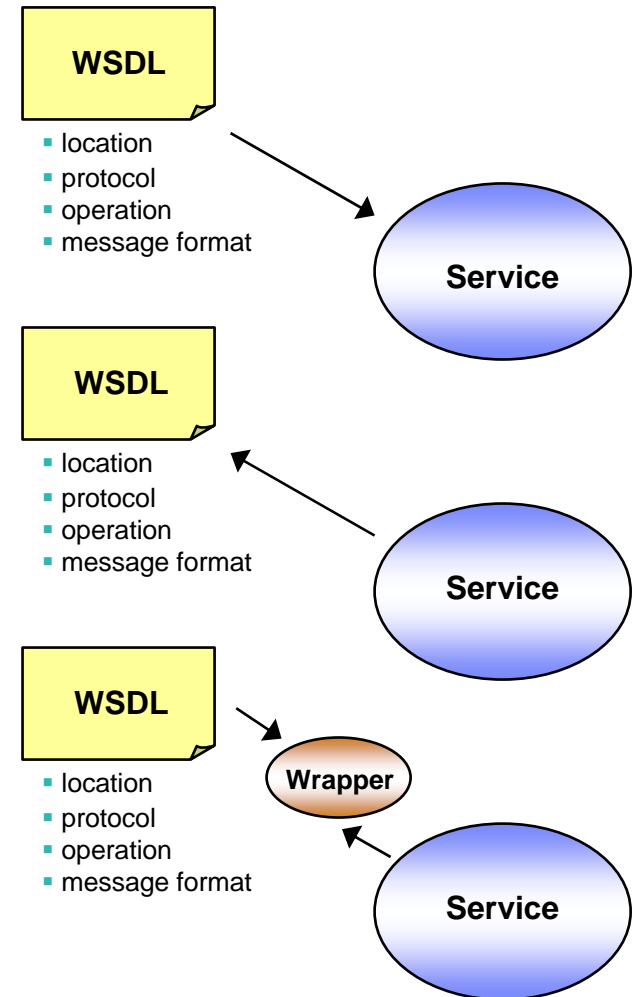 WSDL
location
protocol
operation
message format
Service
WSDL
location
protocol
operation
message format
Service
WSDL
Wrapper
location
protocol
operation
message format
Service